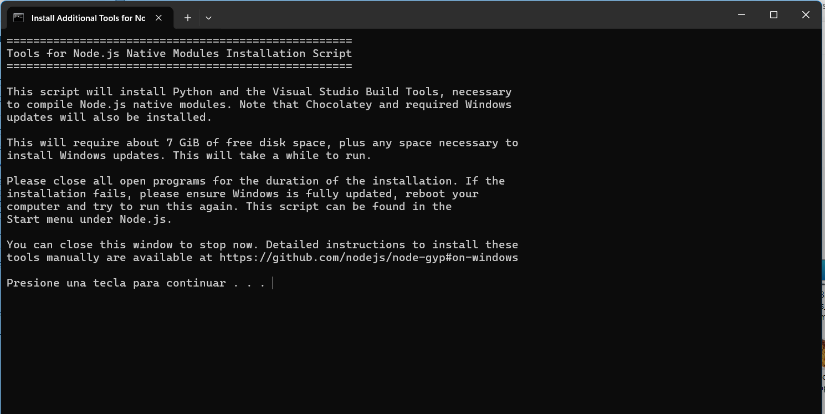 Install Additional Tools for Nc
====================================================
Tools for Node.js Native Modules Installation Script
====================================================
This script will install Python and the Visual Studio Build Tools, necessary
to compile Node.js native modules. Note that Chocolatey and required Windows
updates will also be installed.
This will require about 7 GiB of free disk space, plus any space necessary to
install Windows updates. This will take a while to run.
Please close all open programs for the duration of the installation. If the
installation fails, please ensure Windows is fully updated, reboot your
computer and try to run this again. This script can be found in the
Start menu under Node.js.
You can close this window to stop now. Detailed instructions to install these
tools manually are available at https://github.com/nodejs/node-gyp#on-windows
Presione una tecla para continuar . . .